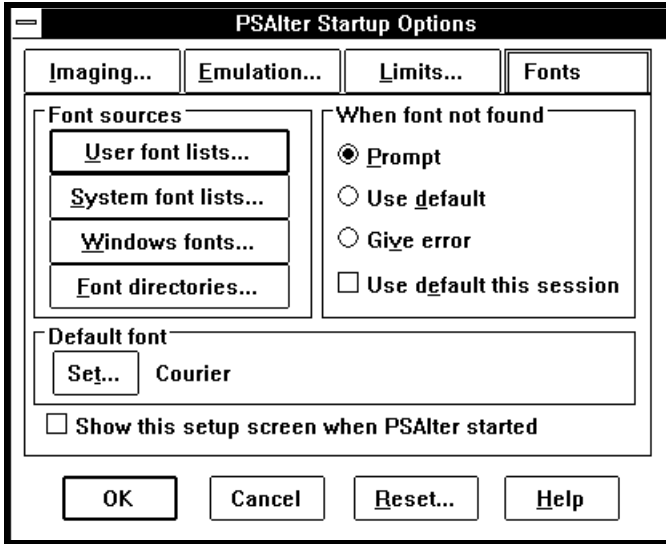 PSAlter Startup Options
Imaging... Emulation... Limits... Fonts
Font sources
User font lists...
System font lists...
Windows fonts...
Font directories...
When font not found
Prompt
Use default
Give error
Use default this session
Default font
Set... Courier
Show this setup screen when PSAlter started
OK Cancel Reset... Help